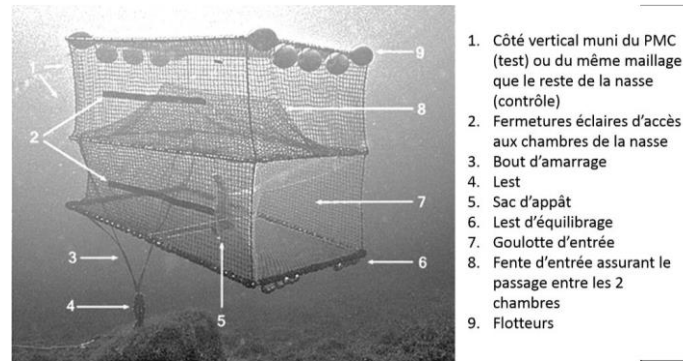 1
2
3
4
5
6
7
8
9
1. Côté vertical muni du PMC
(test) ou du même maillage
que le reste de la nasse
(contrôle)
2. Fermetures éclaires d'accès
aux chambres de la nasse
3. Bout d'amarrage
4. Lest
5. Sac d'appât
6. Lest d'équilibrage
7. Goulotte d'entrée
8. Fente d'entrée assurant le
passage entre les 2
chambres
9. Flotteurs